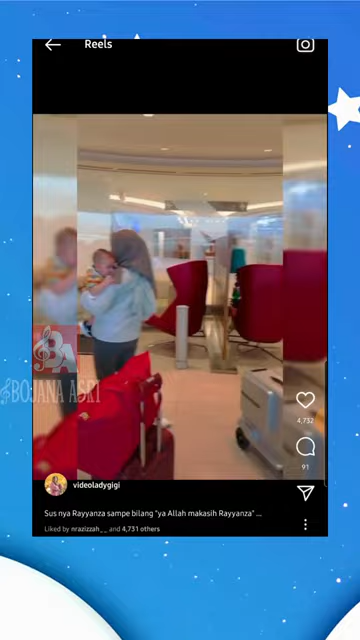 Reels
BA
BOJANA ASRI
4,732
91
videoladygigi
Sus nya Rayyanza sampe bilang "ya Allah makasih Rayyanza" ...
Liked by nrazizzah__ and 4,731 others